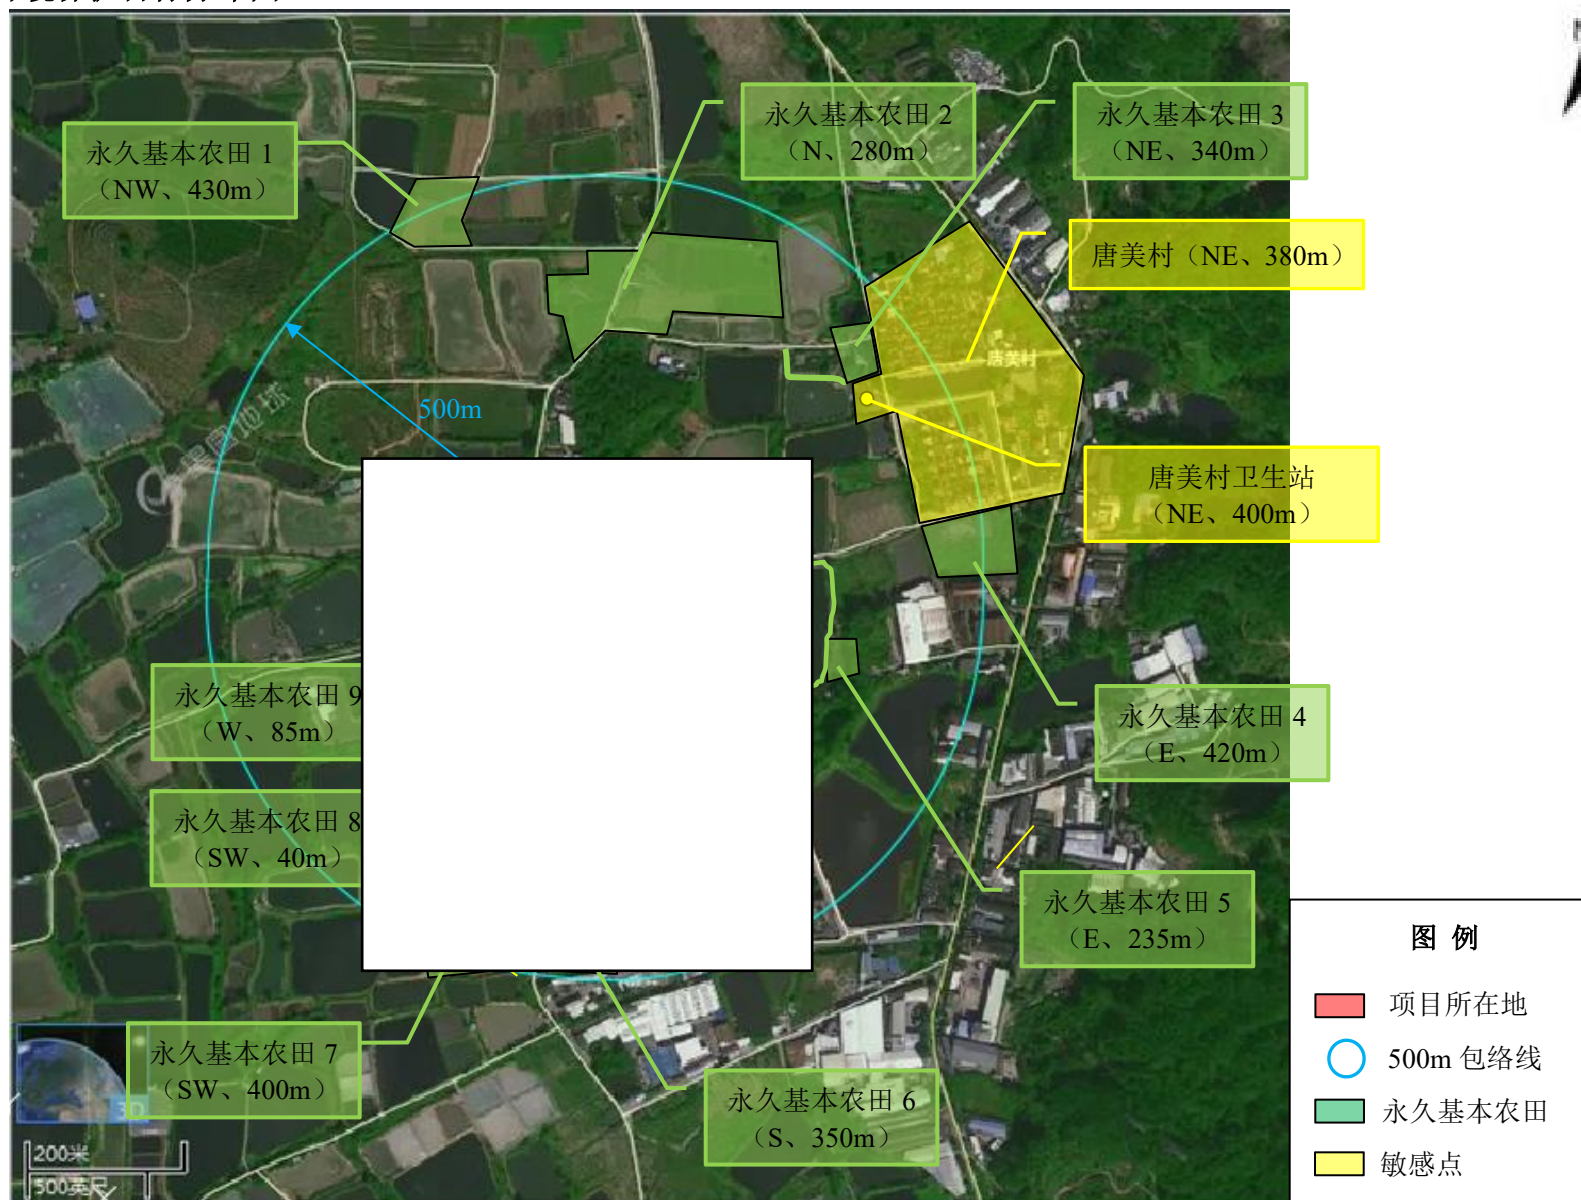 永久基本农田 1
（NW、430m）
永久基本农田 2
（N、280m）
永久基本农田 3
（NE、340m）
唐美村（NE、380m）
唐美村
500m
唐美村卫生站
（NE、400m）
永久基本农田 9
（W、85m）
永久基本农田 4
（E、420m）
永久基本农田 8
（SW、40m）
永久基本农田 5
（E、235m）
永久基本农田 7
（SW、400m）
永久基本农田 6
（S、350m）
200米
500英尺
图 例
项目所在地
500m 包络线
永久基本农田
敏感点